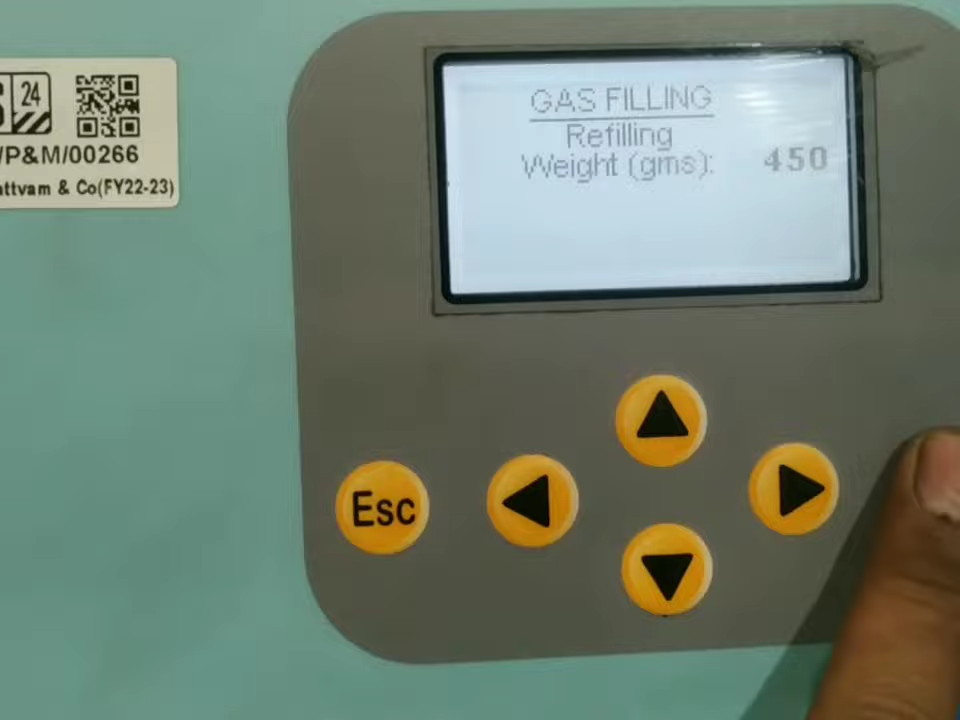 24
/P&M/00266
attvam & Co(FY22-23)
GAS FILLING
Refilling
Weight (gms): 450
Esc